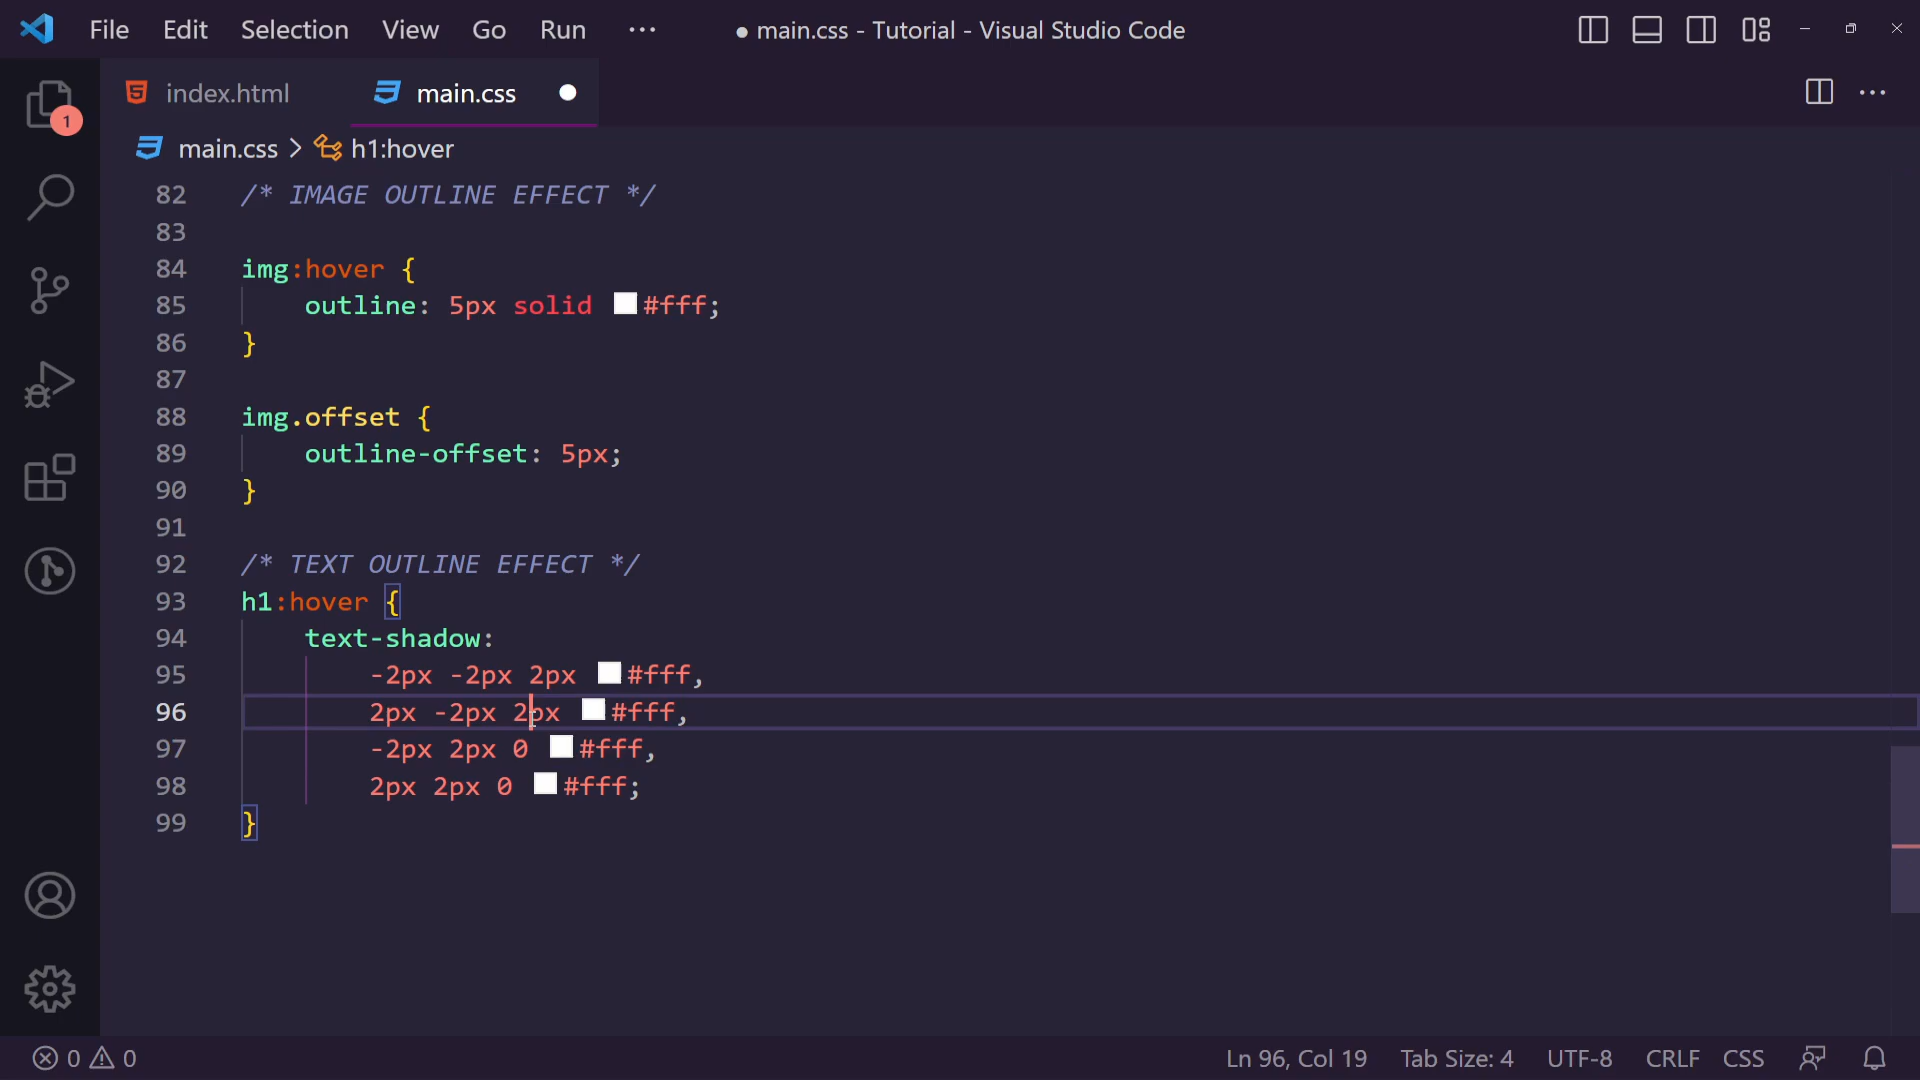 File Edit Selection View Go Run ··· ● main.css - Tutorial - Visual Studio Code
index.html main.css
1
main.css > h1:hover
82 /* IMAGE OUTLINE EFFECT */
83
84 img:hover {
85 outline: 5px solid #fff;
86 }
87
88 img.offset {
89 outline-offset: 5px;
90 }
91
92 /* TEXT OUTLINE EFFECT */
93 h1:hover {
94 text-shadow:
95 -2px -2px 2px #fff,
96 2px -2px 2px #fff,
97 -2px 2px 0 #fff,
98 2px 2px 0 #fff;
99 }
0 0 Ln 96, Col 19 Tab Size: 4 UTF-8 CRLF CSS